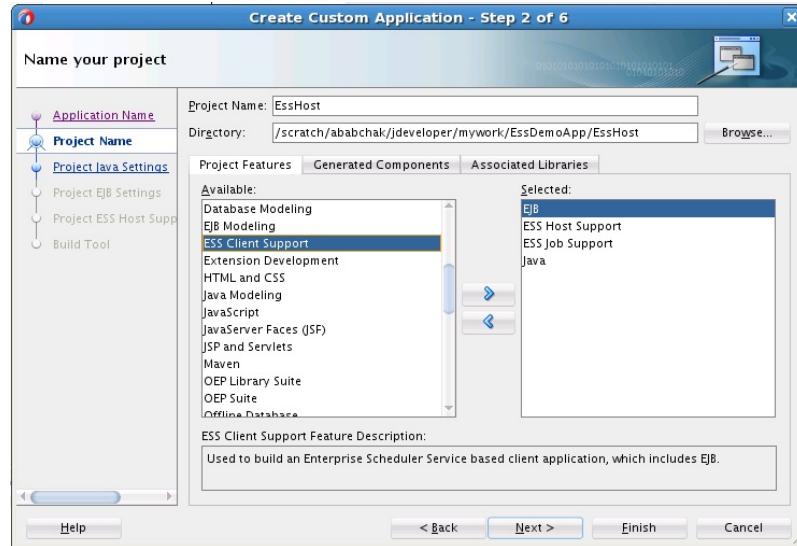 Create Custom Application - Step 2 of 6
Name your project
Application Name
Project Name
Project Java Settings
Project EJB Settings
Project ESS Host Supp
Build Tool
Project Name: EssHost
Directory: /scratch/ababchak/jdeveloper/mywork/EssDemoApp/EssHost Browse...
Project Features Generated Components Associated Libraries
Available:
Database Modeling
EJB Modeling
ESS Client Support
Extension Development
HTML and CSS
Java Modeling
JavaScript
JavaServer Faces (JSF)
JSP and Servlets
Maven
OEP Library Suite
OEP Suite
Offline Database
Selected:
EJB
ESS Host Support
ESS Job Support
Java
ESS Client Support Feature Description:
Used to build an Enterprise Scheduler Service based client application, which includes EJB.
Help < Back Next > Finish Cancel